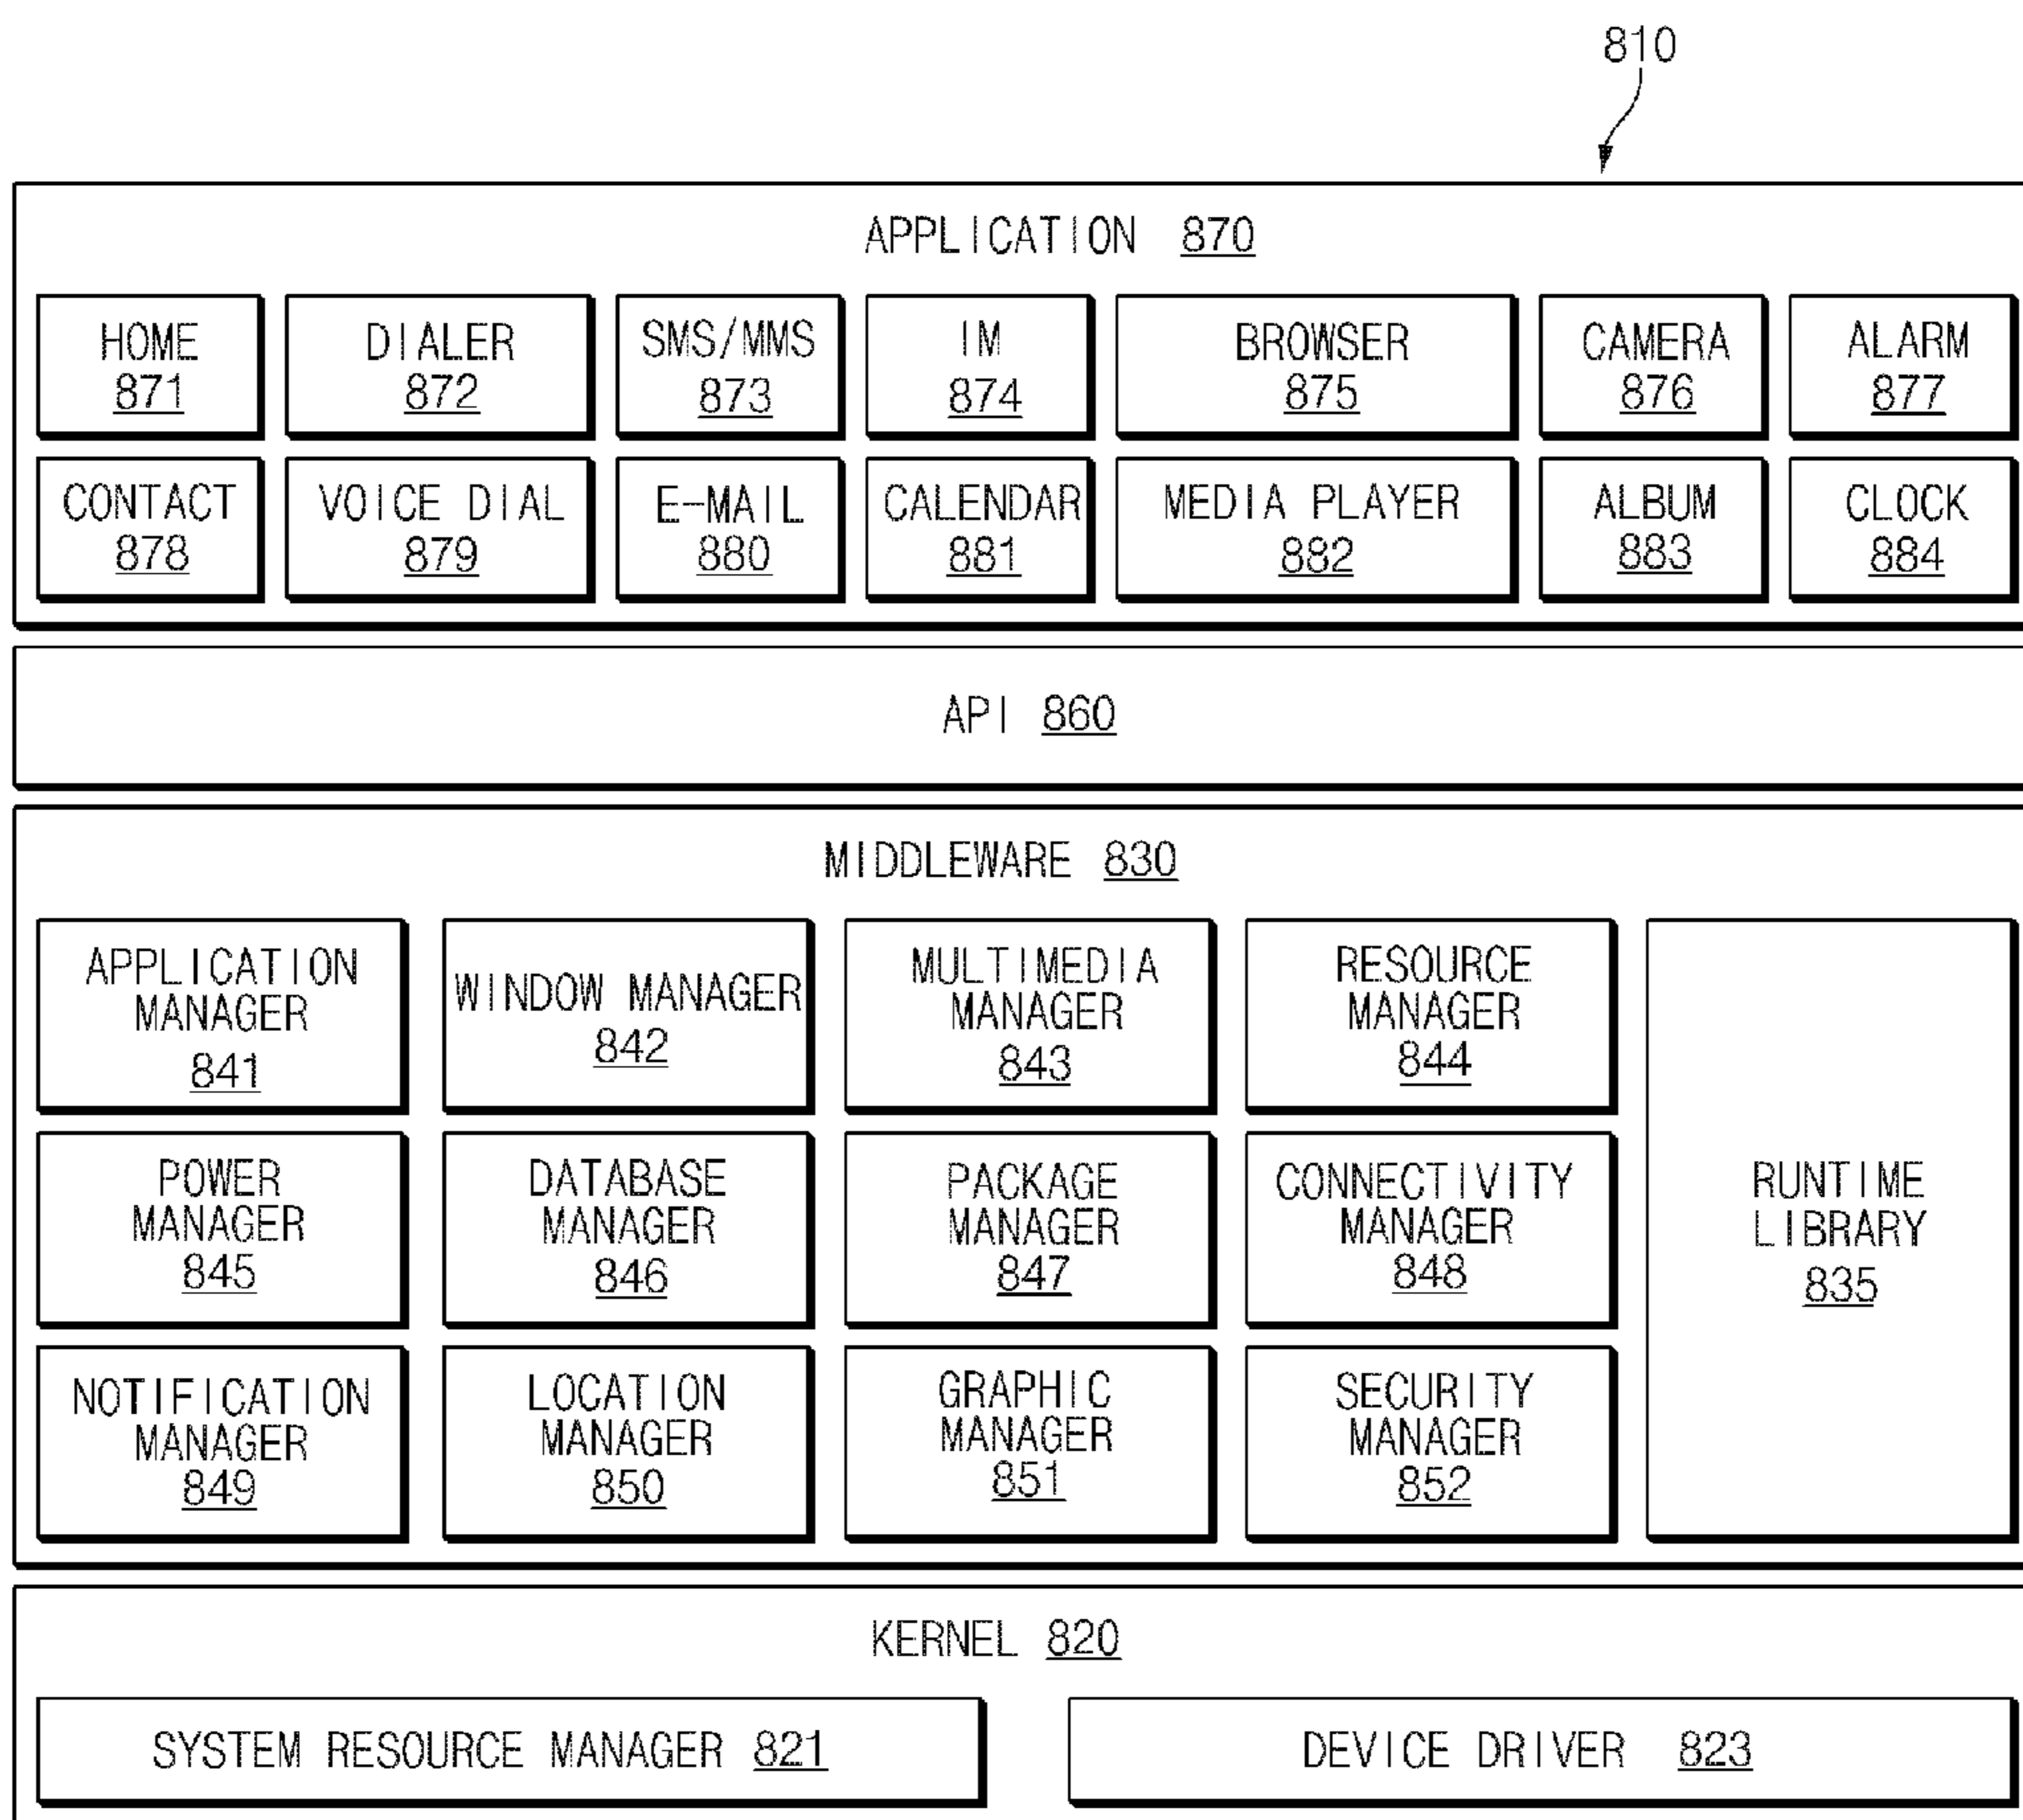 810
APPLICATION 870
HOME
871
DIALER
872
SMS/MMS
873
IM
874
BROWSER
875
CAMERA
876
ALARM
877
CONTACT
878
VOICE DIAL
879
E-MAIL
880
CALENDAR
881
MEDIA PLAYER
882
ALBUM
883
CLOCK
884
API 860
MIDDLEWARE 830
APPLICATION
MANAGER
841
WINDOW MANAGER
842
MULTIMEDIA
MANAGER
843
RESOURCE
MANAGER
844
POWER
MANAGER
845
DATABASE
MANAGER
846
PACKAGE
MANAGER
847
CONNECTIVITY
MANAGER
848
NOTIFICATION
MANAGER
849
LOCATION
MANAGER
850
GRAPHIC
MANAGER
851
SECURITY
MANAGER
852
RUNTIME
LIBRARY
835
KERNEL 820
SYSTEM RESOURCE MANAGER 821
DEVICE DRIVER 823